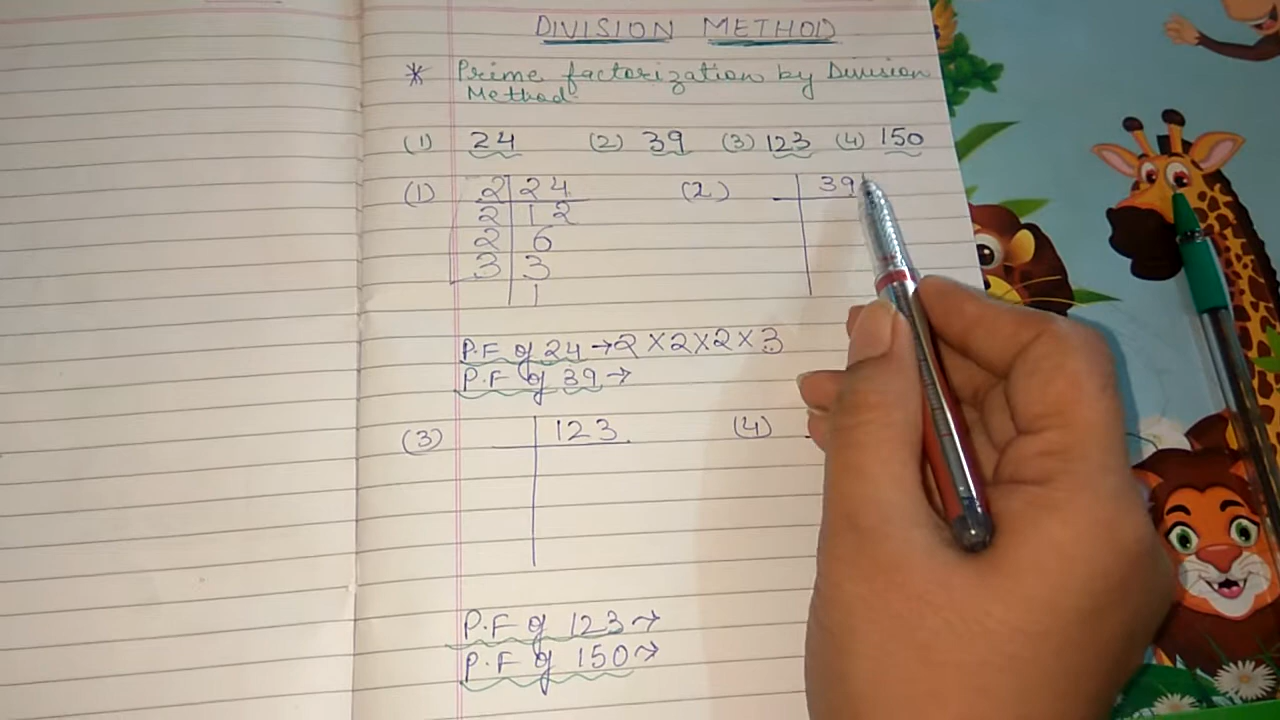 DIVISION METHOD
* Prime factorization by Division
Method.
(1) 24 (2) 39 (3) 123 (4) 150
(1) 2 24 (2) 39
2 12
2 6
3 3
1
P.F of 24 → 2 × 2 × 2 × 3
P.F of 39 →
(3) 123 (4)
P.F of 123 →
P.F of 150 →